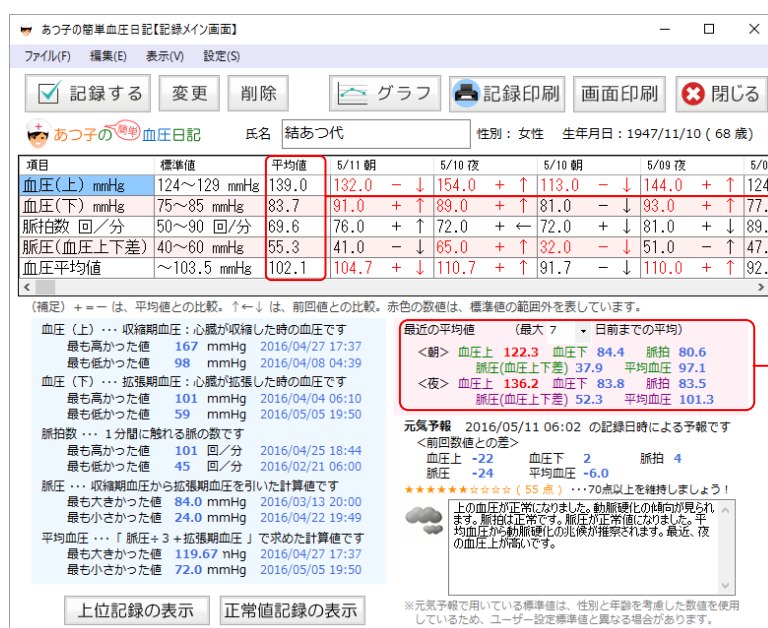 あつ子の簡単血圧日記【記録メイン画面】
ファイル(F) 編集(E) 表示(V) 設定(S)
記録する 変更 削除 グラフ 記録印刷 画面印刷 閉じる
あつ子の簡単血圧日記 氏名 結あつ代 性別： 女性 生年月日：1947/11/10 ( 68 歳)
項目 標準値 平均値 5/11 朝 5/10 夜 5/10 朝 5/09 夜 5/0
血圧(上) mmHg 124～129 mmHg 139.0 132.0 － ↓ 154.0 ＋ ↑ 113.0 － ↓ 144.0 ＋ ↑ 124
血圧(下) mmHg 75～85 mmHg 83.7 91.0 ＋ ↑ 89.0 ＋ ↑ 81.0 － ↓ 93.0 ＋ ↑ 77.
脈拍数 回／分 50～90 回/分 69.6 76.0 ＋ ↑ 72.0 ＋ ← 72.0 ＋ ↓ 81.0 ＋ ↓ 89.
脈圧(血圧上下差) 40～60 mmHg 55.3 41.0 － ↓ 65.0 ＋ ↑ 32.0 － ↓ 51.0 － ↑ 47.
血圧平均値 ～103.5 mmHg 102.1 104.7 ＋ ↓ 110.7 ＋ ↑ 91.7 － ↓ 110.0 ＋ ↑ 92.
(補足) ＋＝－ は、平均値との比較。↑←↓ は、前回値との比較。赤色の数値は、標準値の範囲外を表しています。
血圧（上）・・・ 収縮期血圧：心臓が収縮した時の血圧です
最も高かった値 167 mmHg 2016/04/27 17:37
最も低かった値 98 mmHg 2016/04/08 04:39
血圧（下）・・・ 拡張期血圧：心臓が拡張した時の血圧です
最も高かった値 101 mmHg 2016/04/04 06:10
最も低かった値 59 mmHg 2016/05/05 19:50
脈拍数 ・・・ １分間に触れる脈の数です
最も高かった値 101 回／分 2016/04/25 18:44
最も低かった値 45 回／分 2016/02/21 06:00
脈圧 ・・・ 収縮期血圧から拡張期血圧を引いた計算値です
最も大きかった値 84.0 mmHg 2016/03/13 20:00
最も小さかった値 24.0 mmHg 2016/04/22 19:49
平均血圧 ・・・「 脈圧÷３＋拡張期血圧 」で求めた計算値です
最も大きかった値 119.67 nHg 2016/04/27 17:37
最も小さかった値 72.0 mmHg 2016/05/05 19:50
上位記録の表示 正常値記録の表示
最近の平均値 （最大 7 日前までの平均）
＜朝＞ 血圧上 122.3 血圧下 84.4 脈拍 80.6
脈圧(血圧上下差) 37.9 平均血圧 97.1
＜夜＞ 血圧上 136.2 血圧下 83.8 脈拍 83.5
脈圧(血圧上下差) 52.3 平均血圧 101.3
元気予報 2016/05/11 06:02 の記録日時による予報です
＜前回数値との差＞
血圧上 -22 血圧下 2 脈拍 4
脈圧 -24 平均血圧 -6.0
★★★★★★☆☆☆☆ ( 55 点 ) ・・・70点以上を維持しましょう！
上の血圧が正常になりました。動脈硬化の傾向が見られ
ます。脈拍は正常です。脈圧が正常値になりました。平
均血圧から動脈硬化の兆候が推察されます。最近、夜
の血圧上が高いです。
※元気予報で用いている標準値は、性別と年齢を考慮した数値を使用
しているため、ユーザー設定標準値と異なる場合があります。